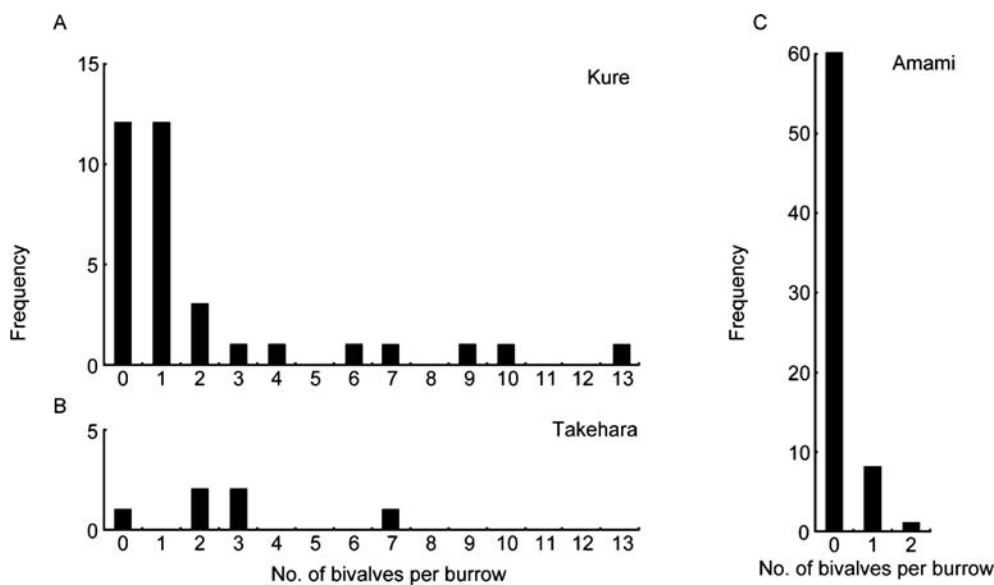 A
Kure
15
10
5
0
Frequency
0 1 2 3 4 5 6 7 8 9 10 11 12 13
B
Takehara
5
0
0 1 2 3 4 5 6 7 8 9 10 11 12 13
No. of bivalves per burrow
C
Amami
60
50
40
30
20
10
0
Frequency
0 1 2
No. of bivalves per burrow